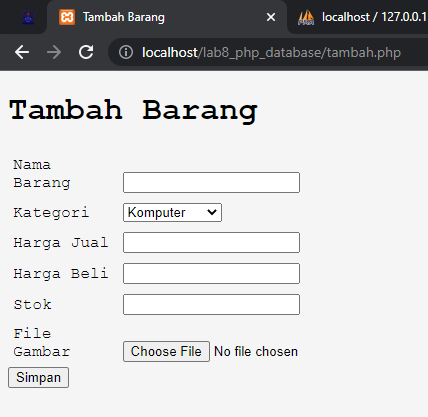 Tambah Barang
localhost / 127.0.0.1
localhost/lab8_php_database/tambah.php
Tambah Barang
Nama
Barang
Kategori Komputer
Harga Jual
Harga Beli
Stok
File
Gambar Choose File No file chosen
Simpan